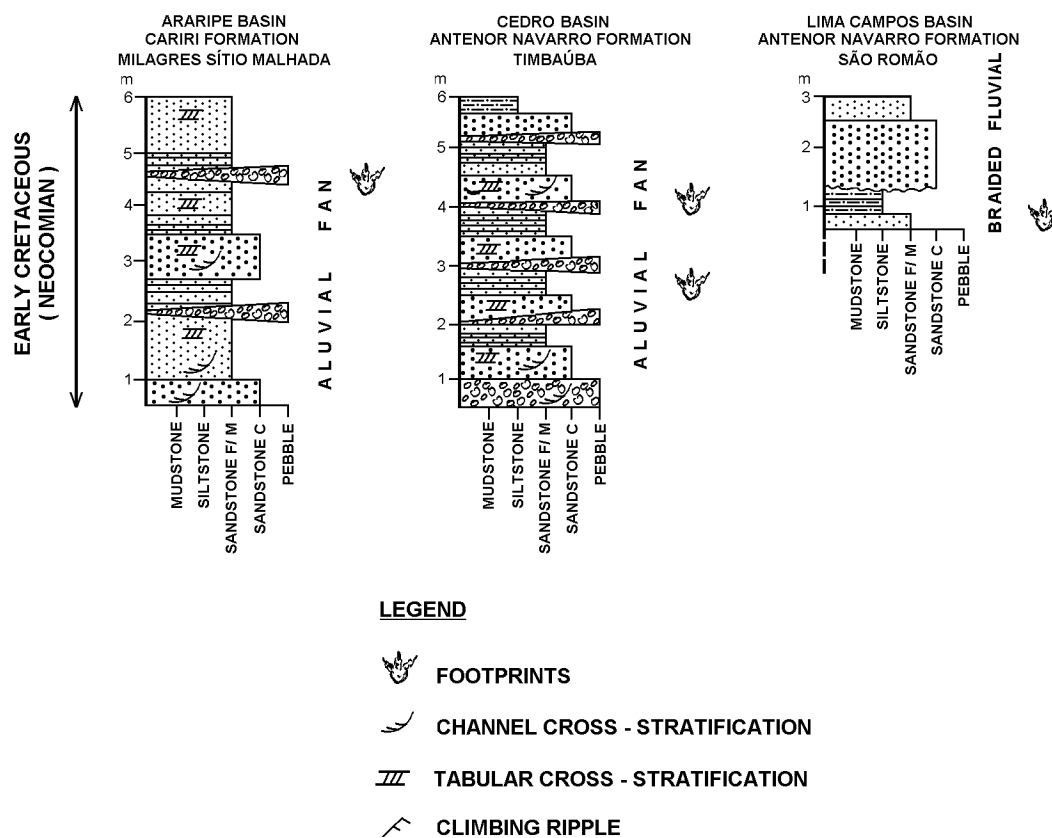 ARARIPE BASIN
CARIRI FORMATION
MILAGRES SÍTIO MALHADA
CEDRO BASIN
ANTENOR NAVARRO FORMATION
TIMBAÚBA
LIMA CAMPOS BASIN
ANTENOR NAVARRO FORMATION
SÃO ROMÃO
EARLY CRETACEOUS
( NEOCOMIAN )
m
6
5
4
3
2
1
ALUVIAL FAN
MUDSTONE
SILTSTONE
SANDSTONE F/ M
SANDSTONE C
PEBBLE
m
6
5
4
3
2
1
ALUVIAL FAN
MUDSTONE
SILTSTONE
SANDSTONE F/ M
SANDSTONE C
PEBBLE
m
3
2
1
BRAIDED FLUVIAL
MUDSTONE
SILTSTONE
SANDSTONE F/ M
SANDSTONE C
PEBBLE
LEGEND
FOOTPRINTS
CHANNEL CROSS - STRATIFICATION
TABULAR CROSS - STRATIFICATION
CLIMBING RIPPLE